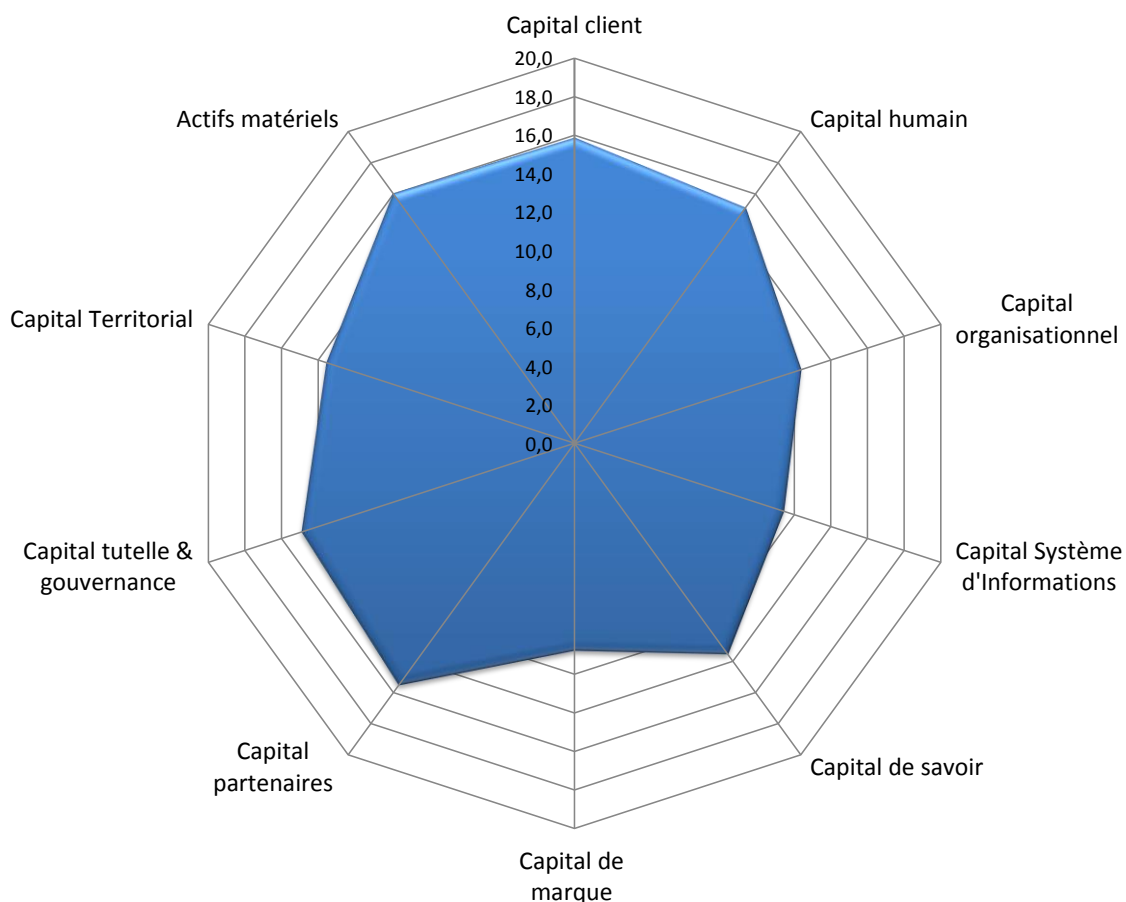 Capital client
20,0
18,0
16,0
14,0
12,0
10,0
8,0
6,0
4,0
2,0
0,0
Capital humain
Capital
organisationnel
Capital Système
d'Informations
Capital de savoir
Capital de
marque
Capital
partenaires
Capital tutelle &
gouvernance
Capital Territorial
Actifs matériels